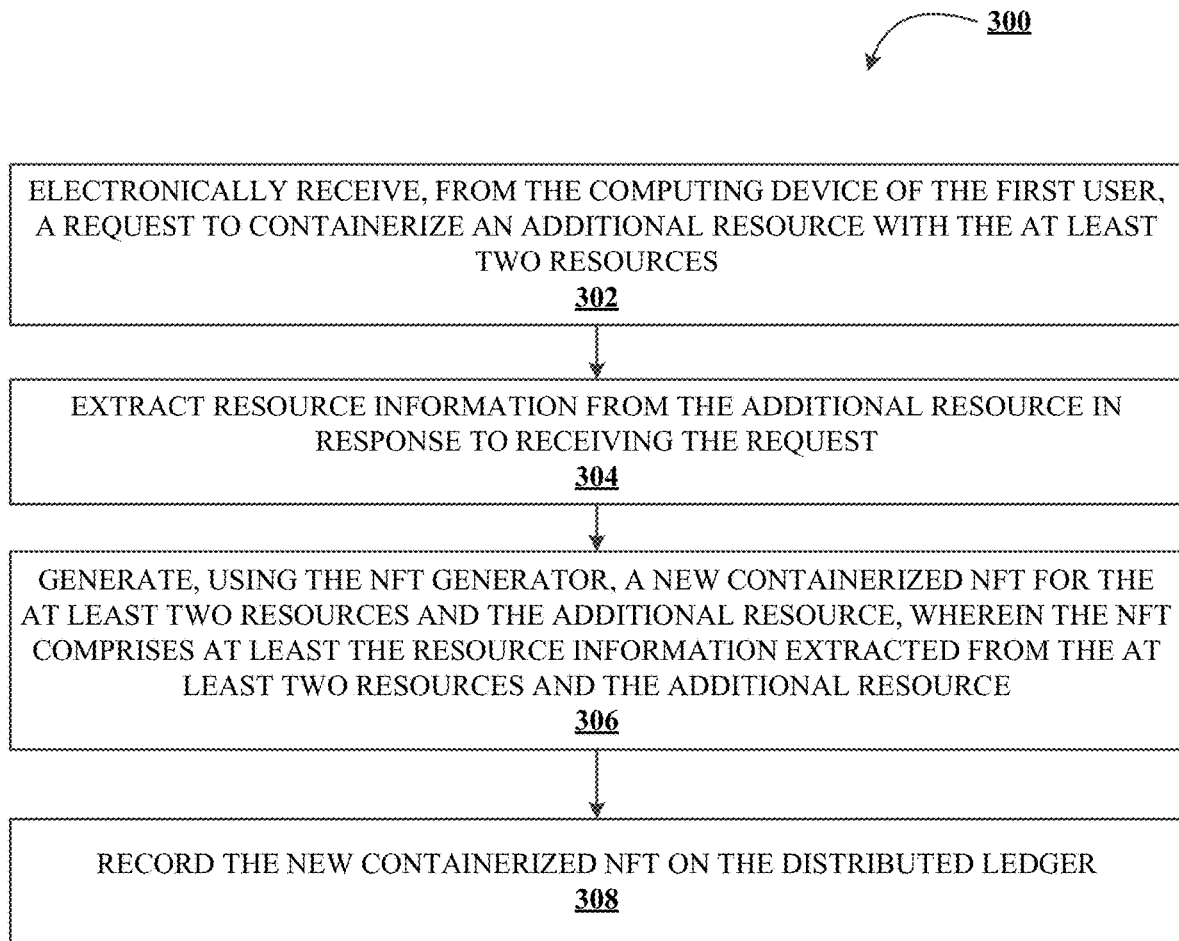 300
ELECTRONICALLY RECEIVE, FROM THE COMPUTING DEVICE OF THE FIRST USER,
A REQUEST TO CONTAINERIZE AN ADDITIONAL RESOURCE WITH THE AT LEAST
TWO RESOURCES
302
EXTRACT RESOURCE INFORMATION FROM THE ADDITIONAL RESOURCE IN
RESPONSE TO RECEIVING THE REQUEST
304
GENERATE, USING THE NFT GENERATOR, A NEW CONTAINERIZED NFT FOR THE
AT LEAST TWO RESOURCES AND THE ADDITIONAL RESOURCE, WHEREIN THE NFT
COMPRISES AT LEAST THE RESOURCE INFORMATION EXTRACTED FROM THE AT
LEAST TWO RESOURCES AND THE ADDITIONAL RESOURCE
306
RECORD THE NEW CONTAINERIZED NFT ON THE DISTRIBUTED LEDGER
308